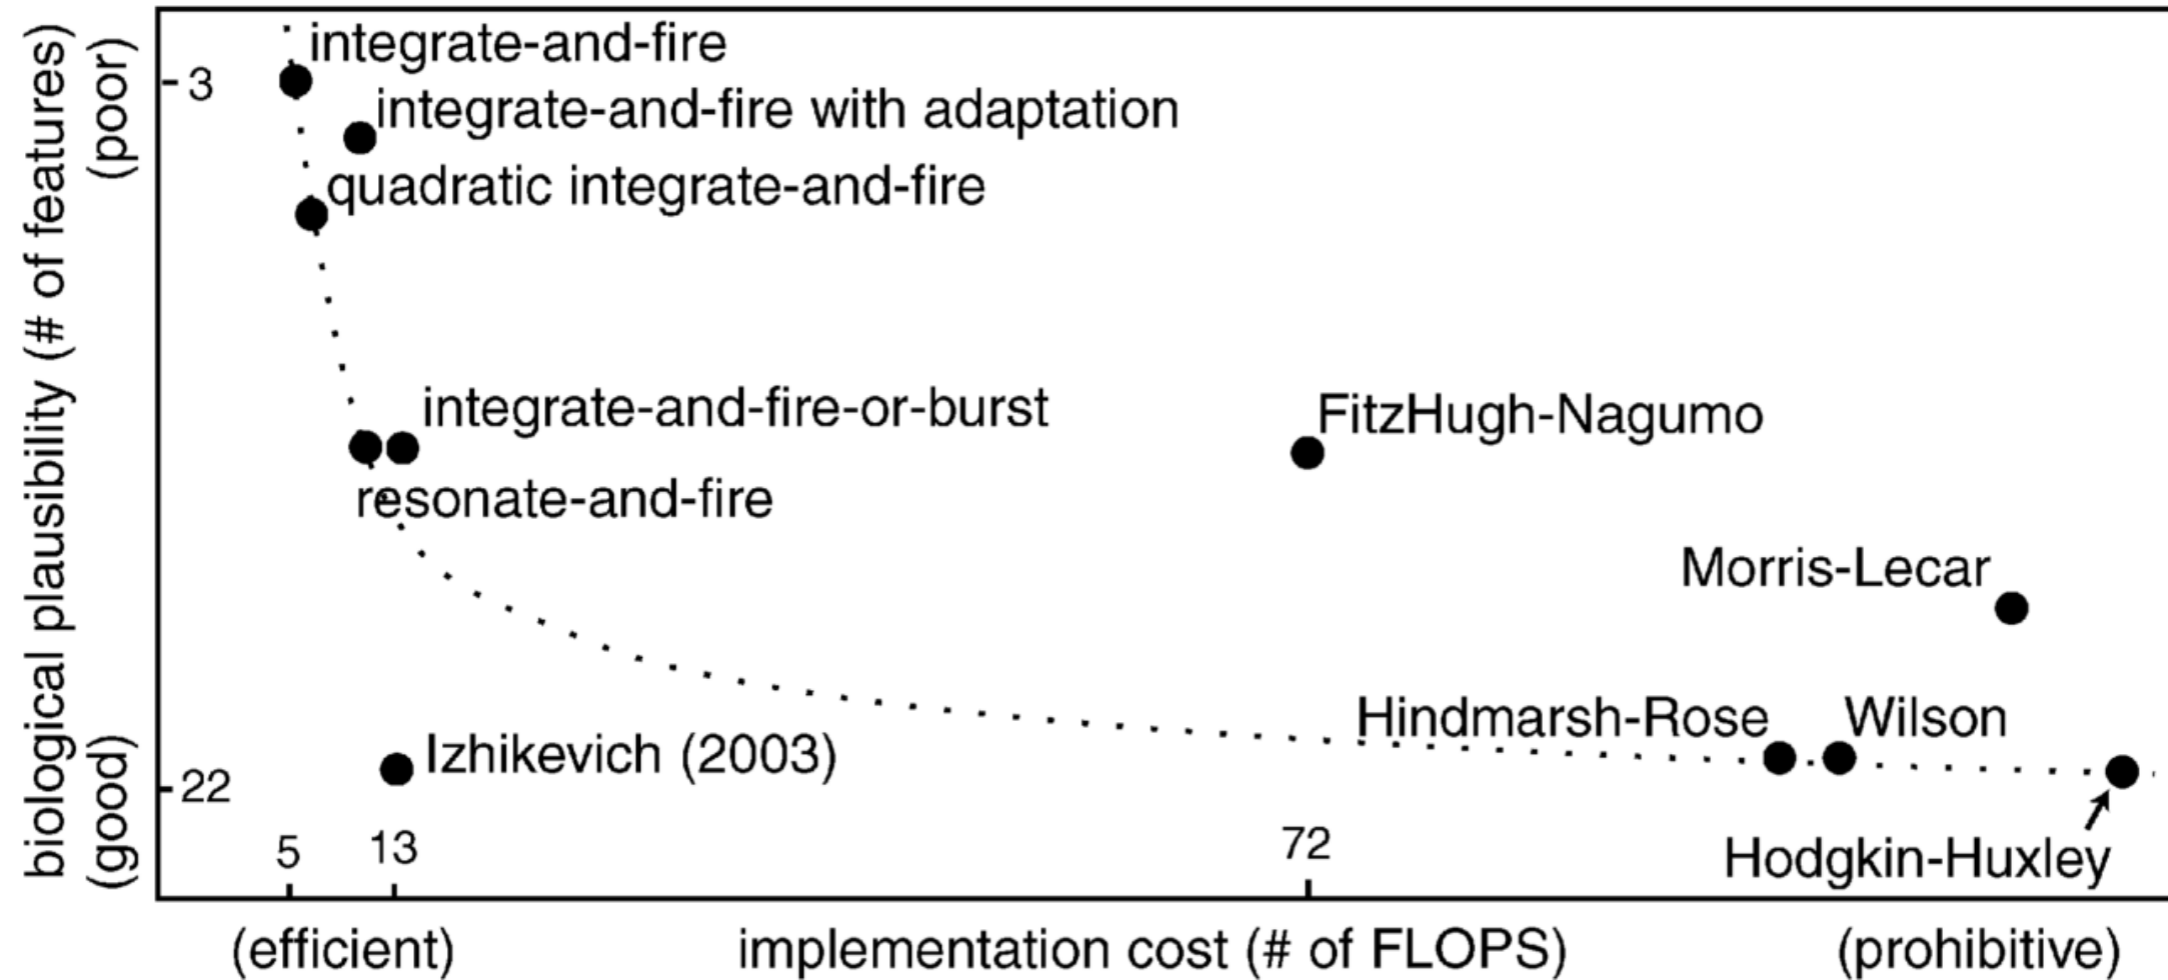 biological plausibility (# of features)
(poor)
(good)
3
22
integrate-and-fire
integrate-and-fire with adaptation
quadratic integrate-and-fire
integrate-and-fire-or-burst
resonate-and-fire
FitzHugh-Nagumo
Morris-Lecar
Hindmarsh-Rose
Wilson
Izhikevich (2003)
Hodgkin-Huxley
5
13
72
(efficient)
implementation cost (# of FLOPS)
(prohibitive)